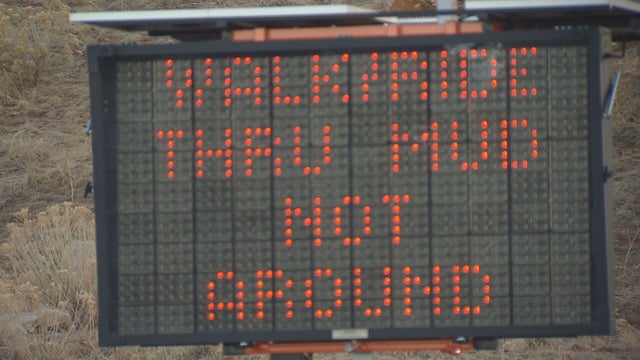 WALK/RIDE
THRU MUD
NOT
AROUND